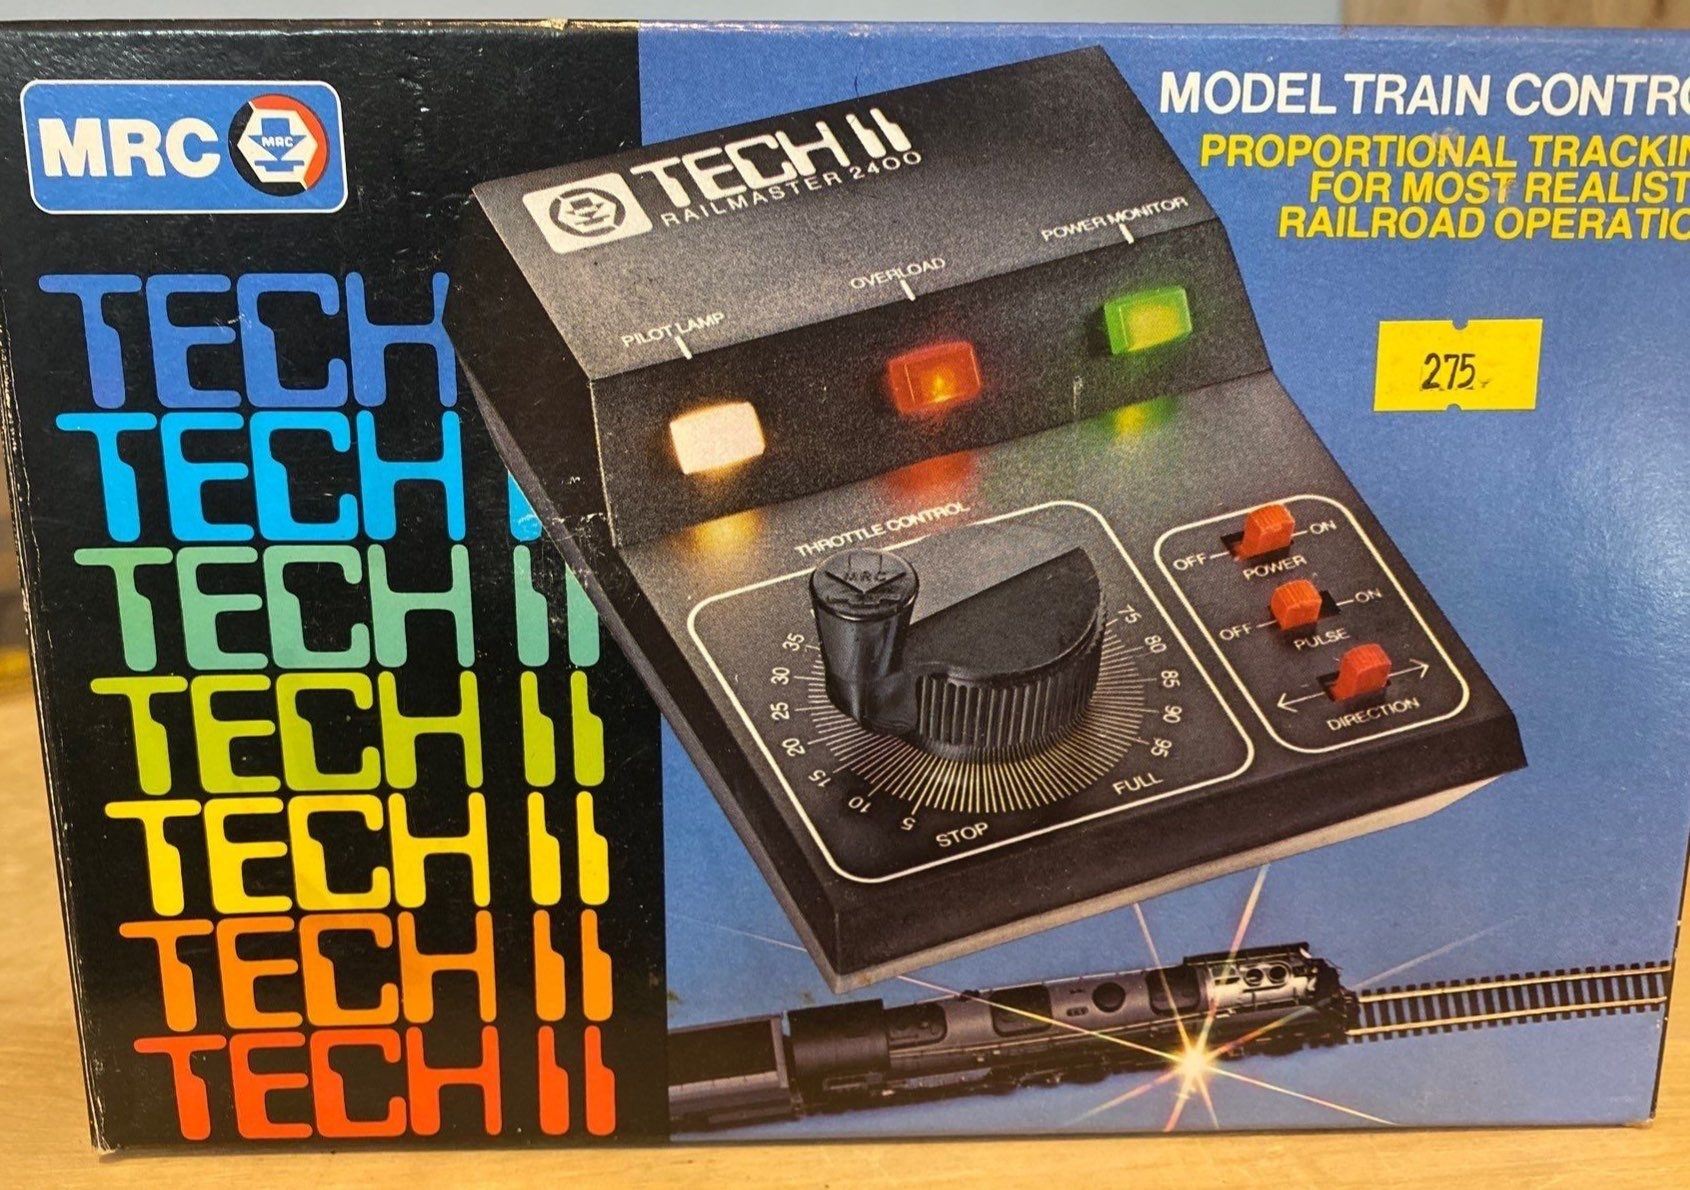 MRC
MRC
TECH
TECH
TECH II
TECH II
TECH II
TECH II
TECH II
MODEL TRAIN CONTRO
PROPORTIONAL TRACKIN
FOR MOST REALIST
RAILROAD OPERATIO
275
TECH II
RAILMASTER 2400
PILOT LAMP
OVERLOAD
POWER MONITOR
THROTTLE CONTROL
MRC
35
30
25
20
15
10
5
STOP
75
80
85
90
95
FULL
OFF
ON
POWER
OFF
ON
PULSE
DIRECTION